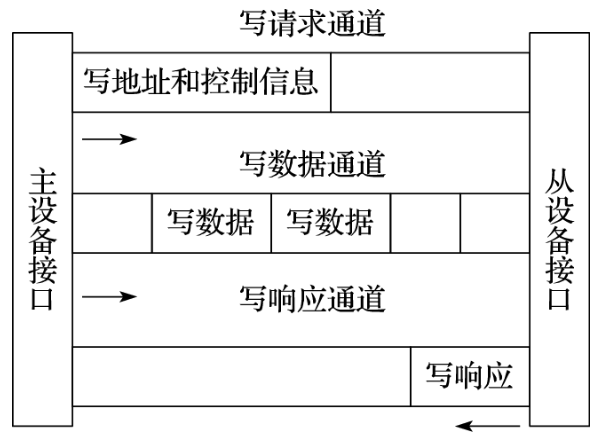 写请求通道
写地址和控制信息
写数据通道
主设备接口
从设备接口
写数据 写数据
写响应通道
写响应